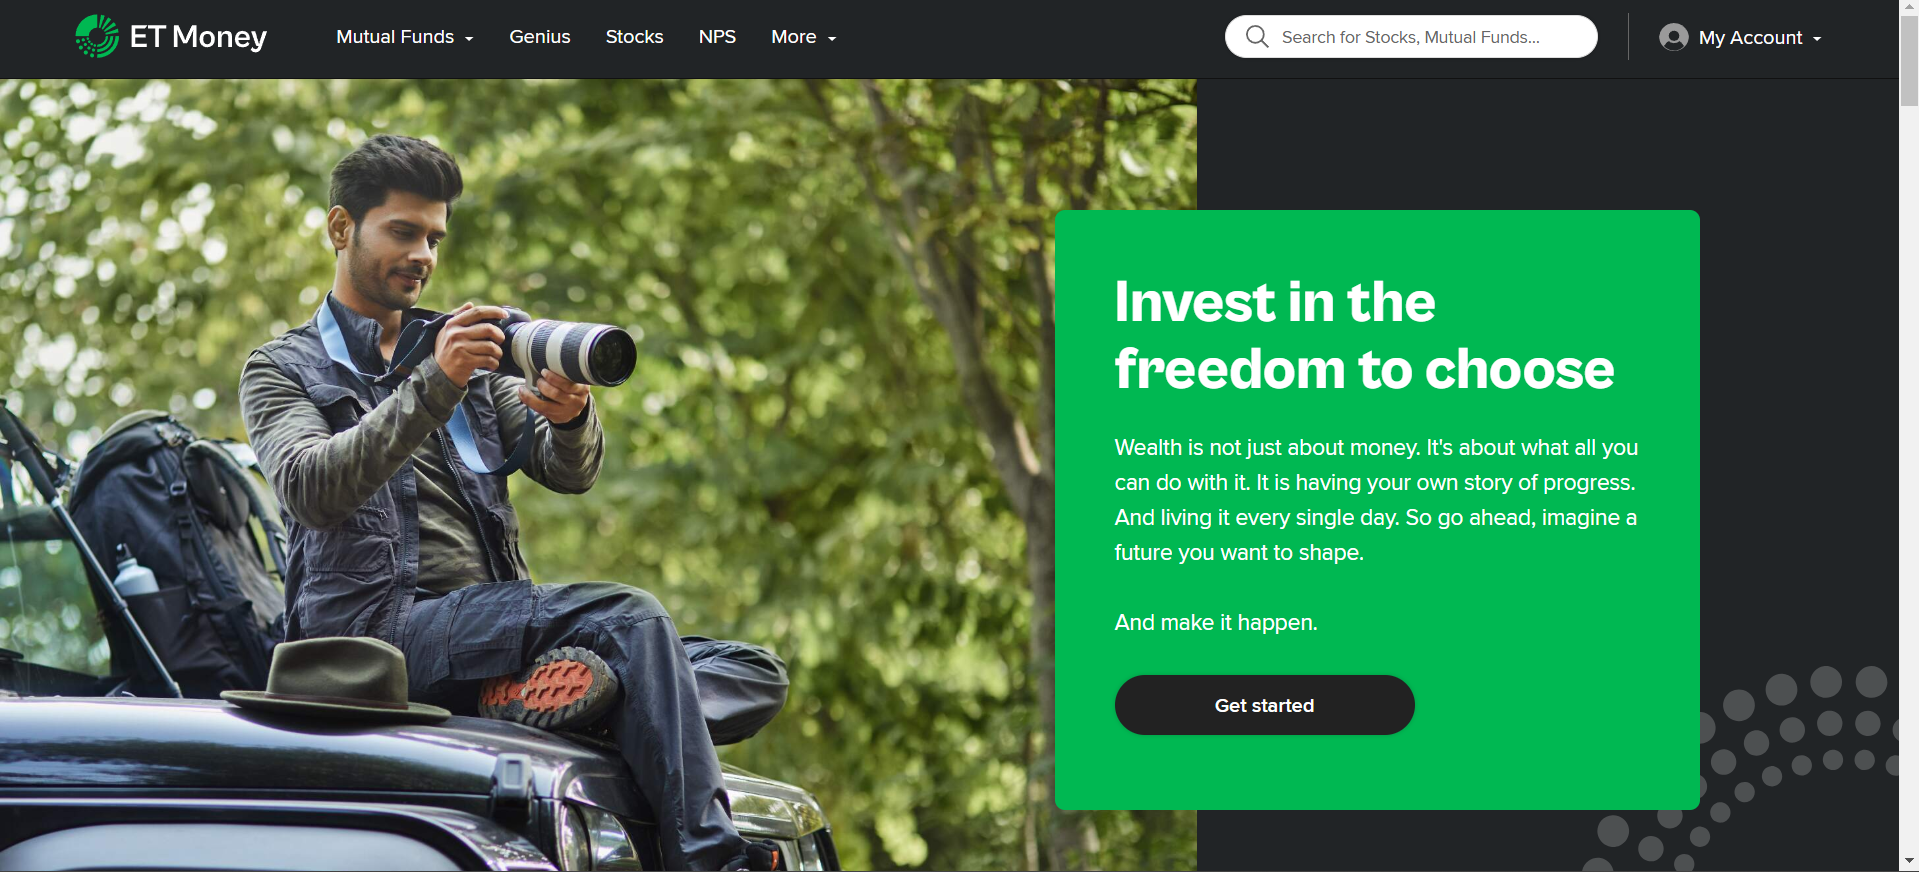 ET Money
Mutual Funds
Genius
Stocks
NPS
More
Search for Stocks, Mutual Funds...
My Account
Invest in the
freedom to choose
Wealth is not just about money. It's about what all you
can do with it. It is having your own story of progress.
And living it every single day. So go ahead, imagine a
future you want to shape.
And make it happen.
Get started